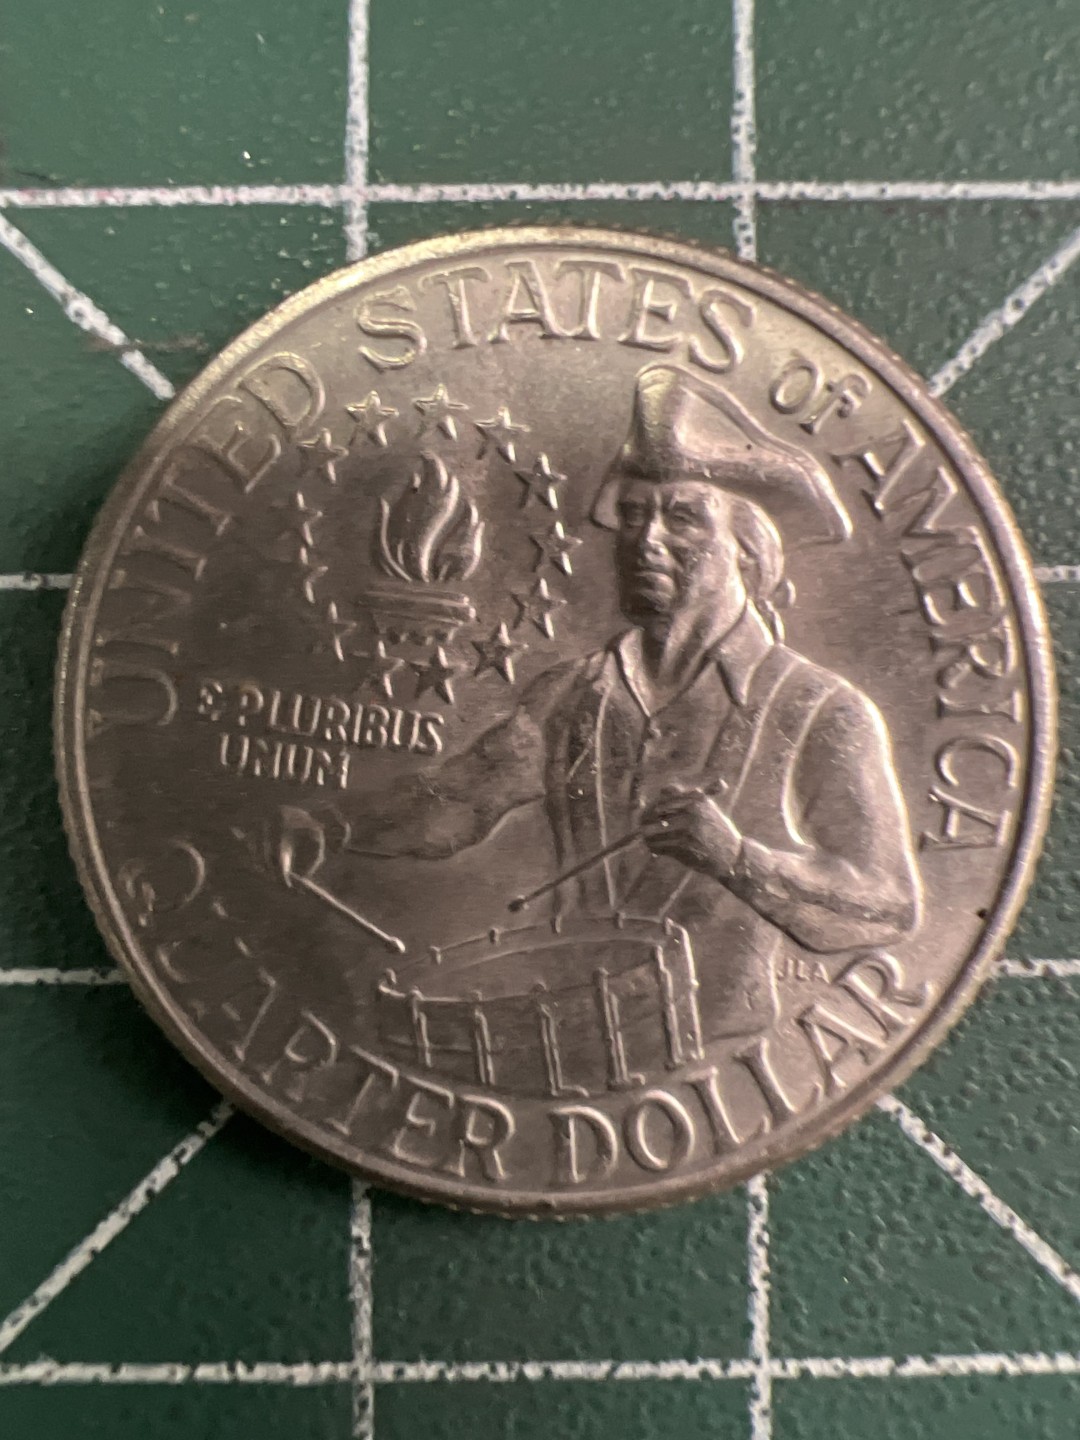 UNITED STATES of AMERICA
E PLURIBUS
UNUM
JLA
QUARTER DOLLAR